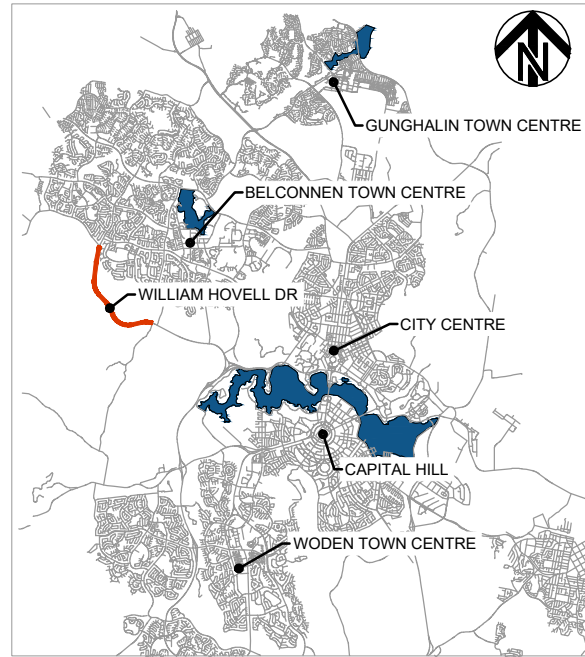 N
GUNGHALIN TOWN CENTRE
BELCONNEN TOWN CENTRE
WILLIAM HOVELL DR
CITY CENTRE
CAPITAL HILL
WODEN TOWN CENTRE